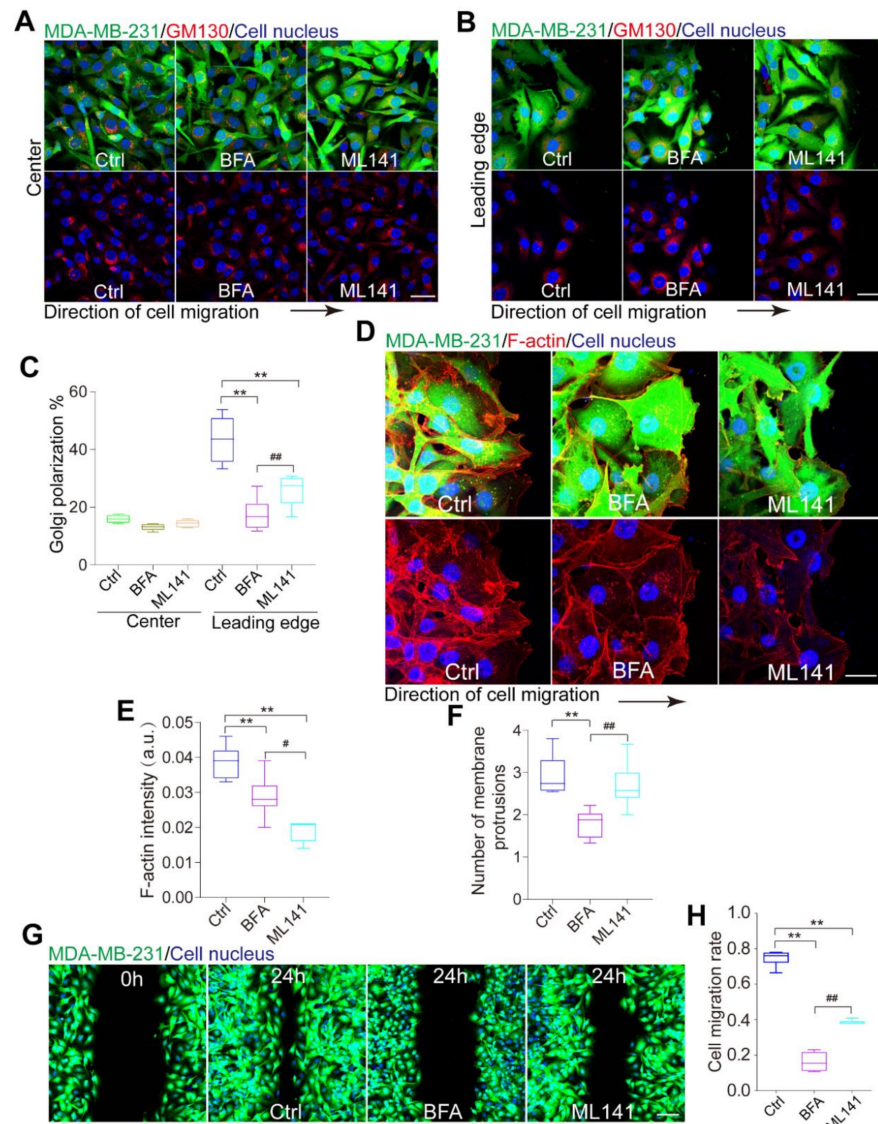 A
MDA-MB-231/GM130/Cell nucleus
Center
Ctrl
BFA
ML141
Ctrl
BFA
ML141
Direction of cell migration
B
MDA-MB-231/GM130/Cell nucleus
Leading edge
Ctrl
BFA
ML141
Ctrl
BFA
ML141
Direction of cell migration
C
Golgi polarization %
60
40
20
0
**
**
##
Ctrl
BFA
ML141
Ctrl
BFA
ML141
Center
Leading edge
D
MDA-MB-231/F-actin/Cell nucleus
Ctrl
BFA
ML141
Ctrl
BFA
ML141
Direction of cell migration
E
F-actin intensity (a.u.)
0.05
0.04
0.03
0.02
0.01
0.00
**
**
#
Ctrl
BFA
ML141
F
Number of membrane
protrusions
4
3
2
1
0
**
##
Ctrl
BFA
ML141
G
MDA-MB-231/Cell nucleus
0h
24h
24h
24h
Ctrl
BFA
ML141
H
Cell migration rate
1.0
0.8
0.6
0.4
0.2
0.0
**
**
##
Ctrl
BFA
ML141